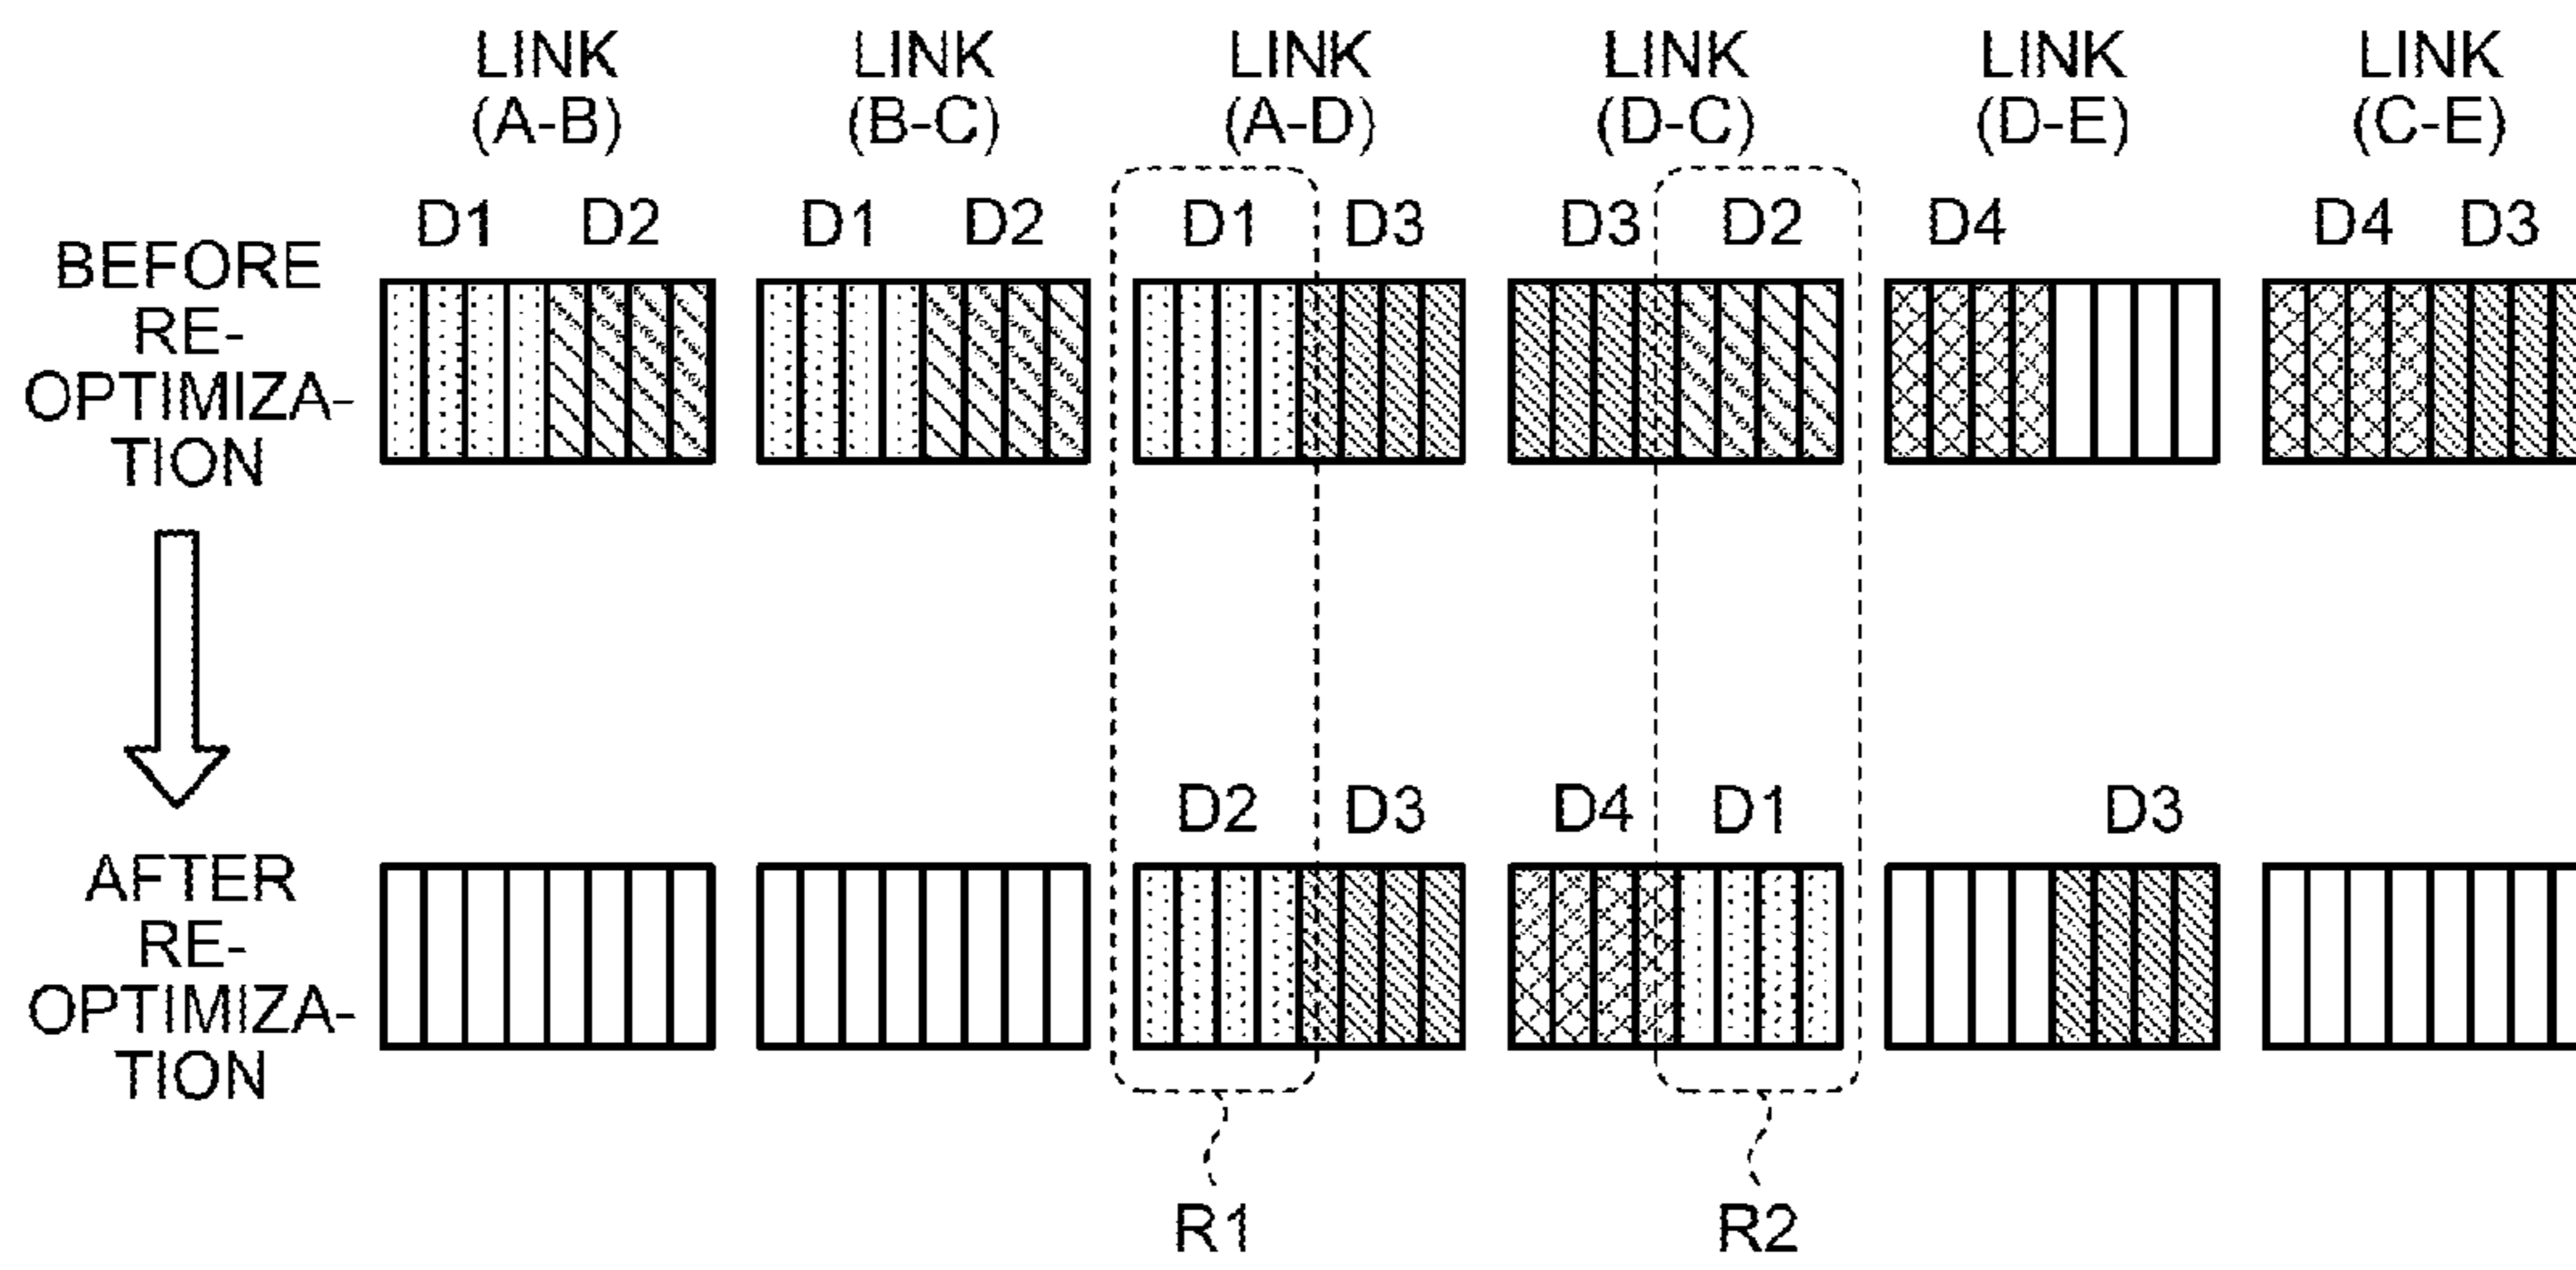 LINK LINK LINK LINK LINK LINK
(A-B) (B-C) (A-D) (D-C) (D-E) (C-E)
D1 D2 D1 D2 D1 D3 D3 D2 D4 D4 D3
BEFORE
RE-
OPTIMIZA-
TION
D2 D3 D4 D1 D3
AFTER
RE-
OPTIMIZA-
TION
R1 R2